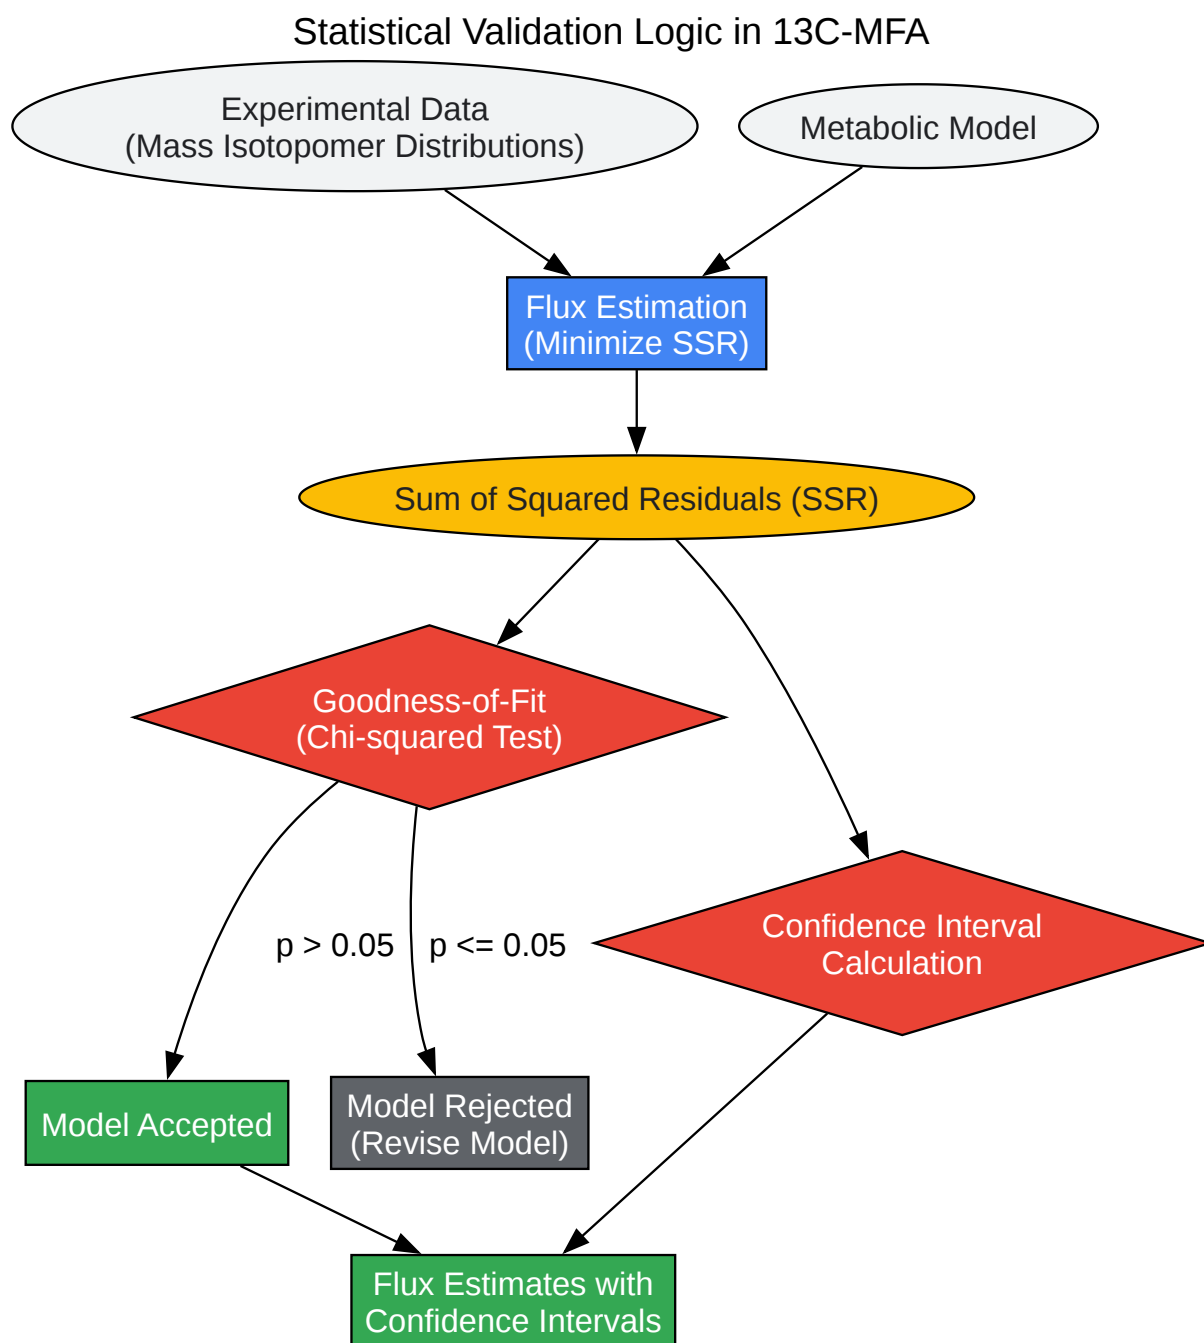 Statistical Validation Logic in 13C-MFA
Experimental Data
(Mass Isotopomer Distributions)
Metabolic Model
Flux Estimation
(Minimize SSR)
Sum of Squared Residuals (SSR)
Goodness-of-Fit
(Chi-squared Test)
Confidence Interval
Calculation
p > 0.05
p <= 0.05
Model Accepted
Model Rejected
(Revise Model)
Flux Estimates with
Confidence Intervals